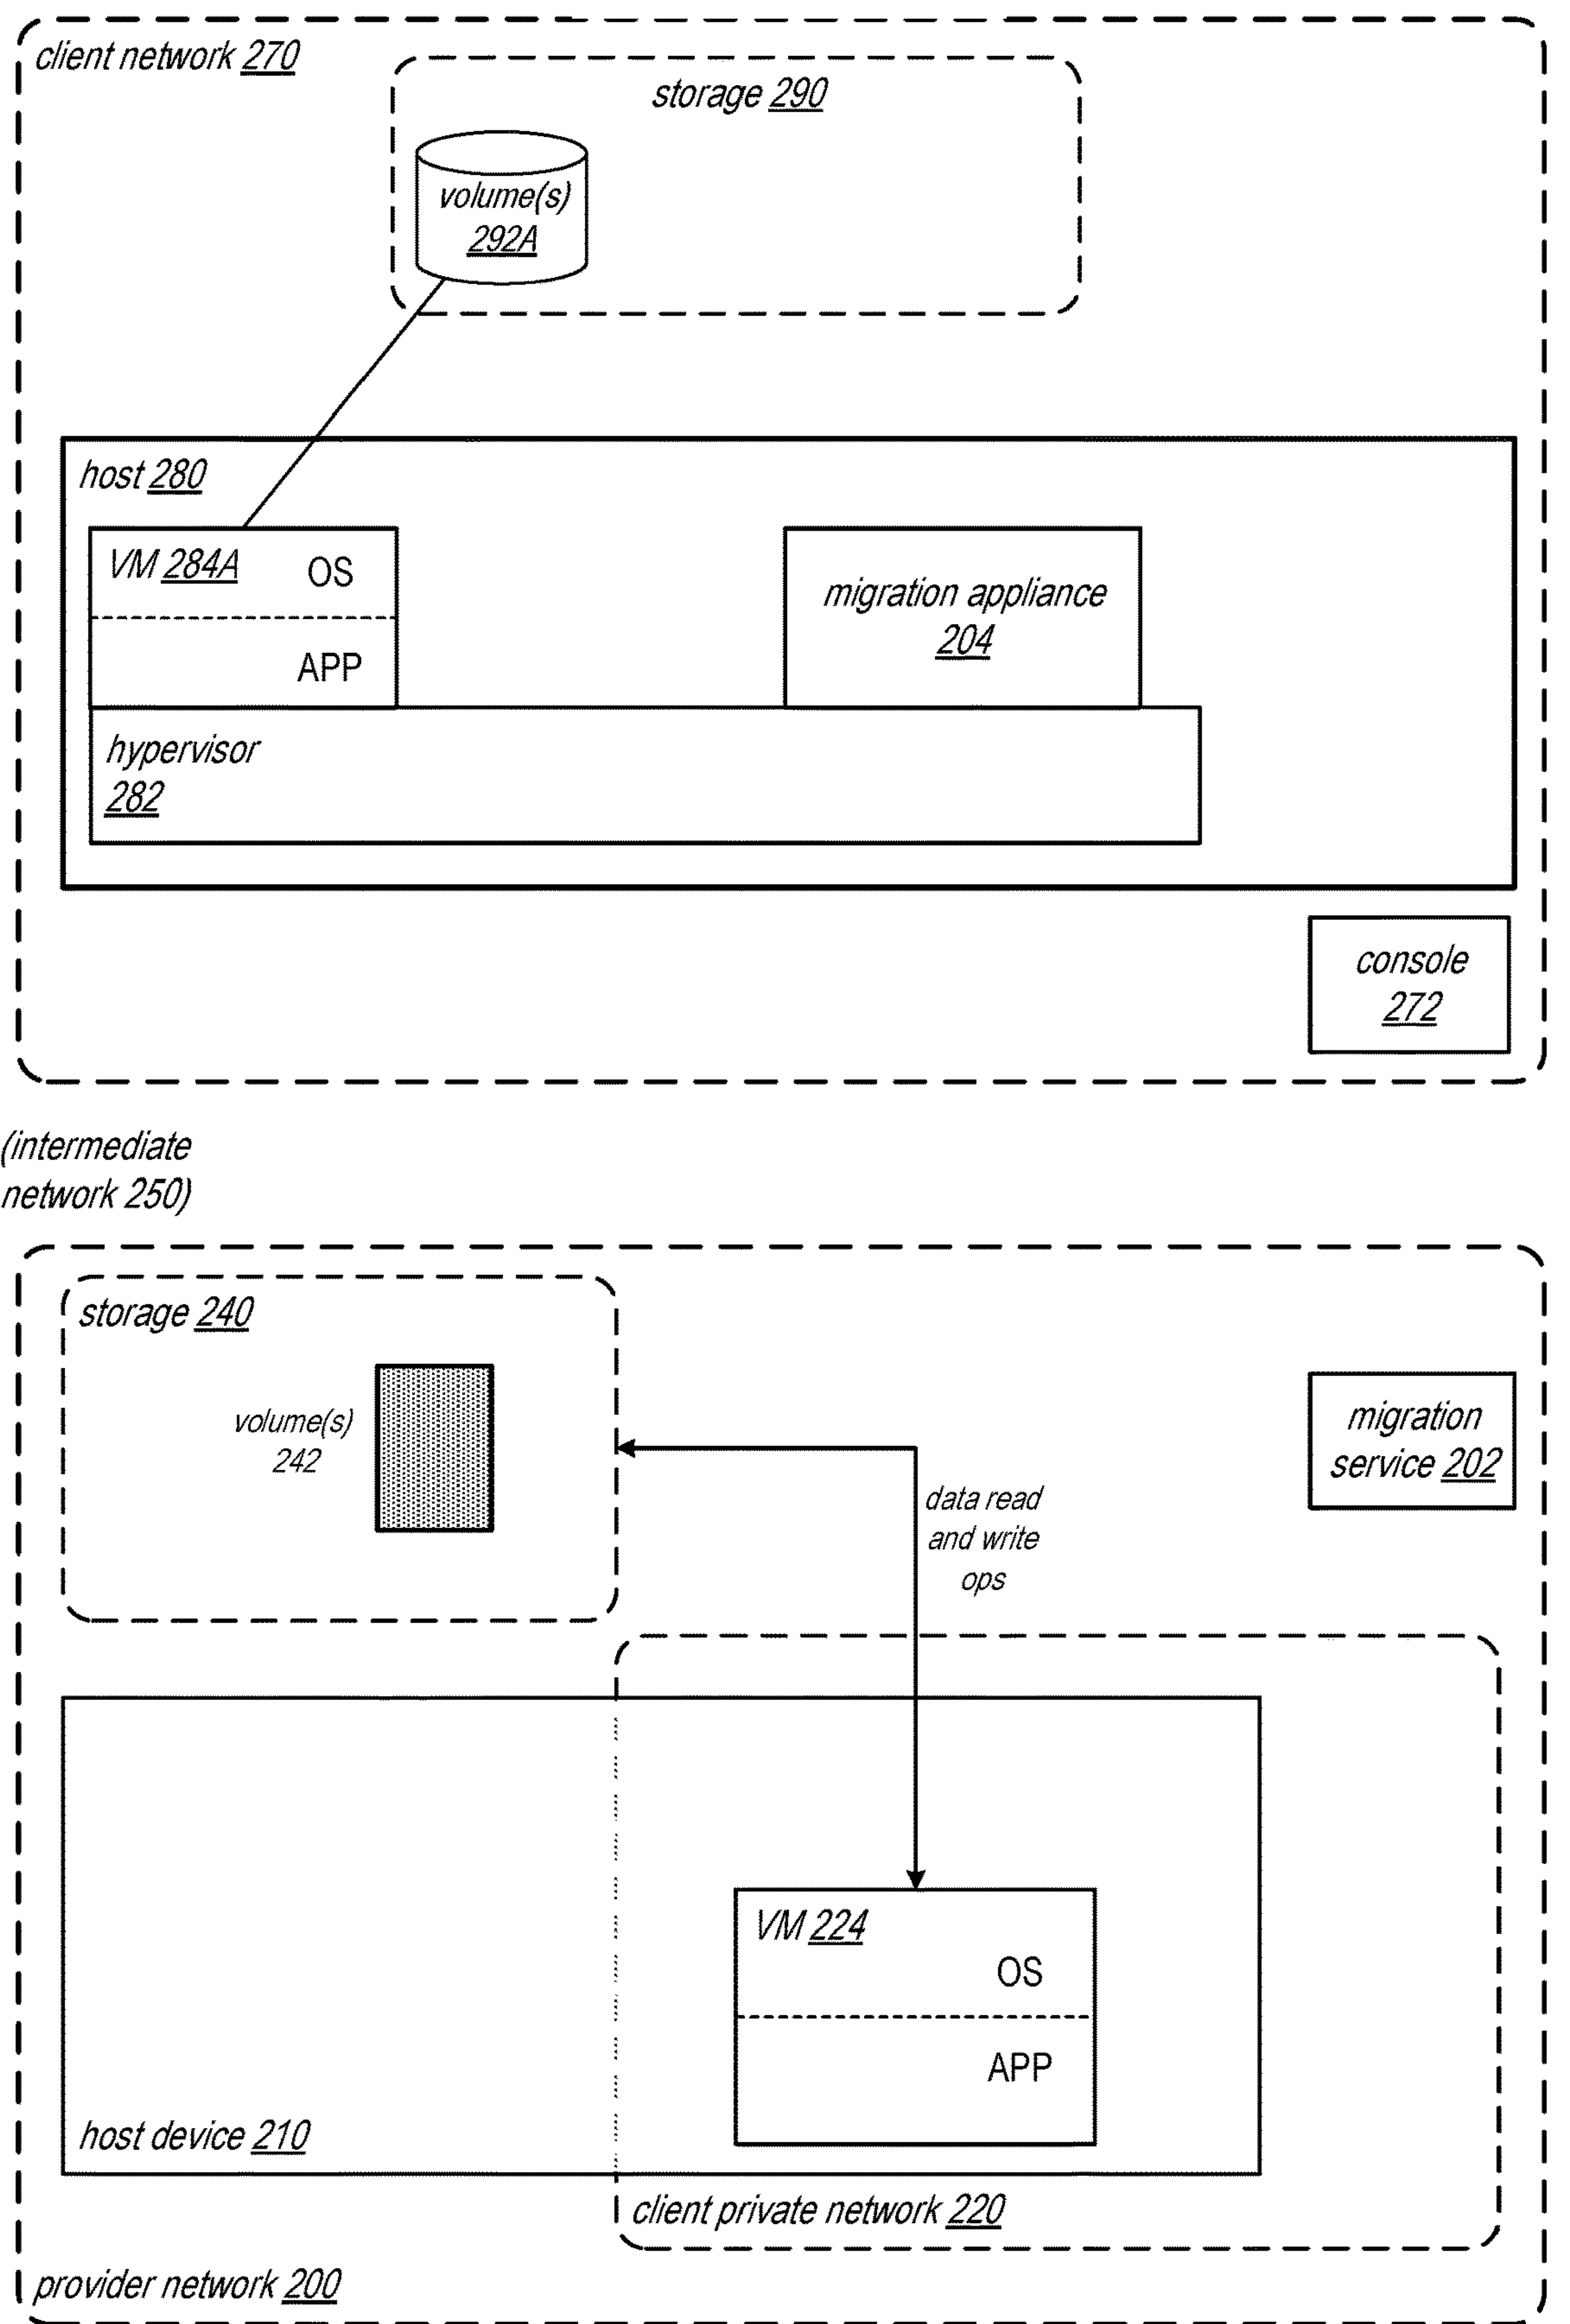 client network 270
storage 290
volume(s)
292A
host 280
VM 284A OS
APP
migration appliance
204
hypervisor
282
console
272
(intermediate
network 250)
storage 240
volume(s)
242
migration
service 202
data read
and write
ops
VM 224
OS
APP
host device 210
client private network 220
provider network 200